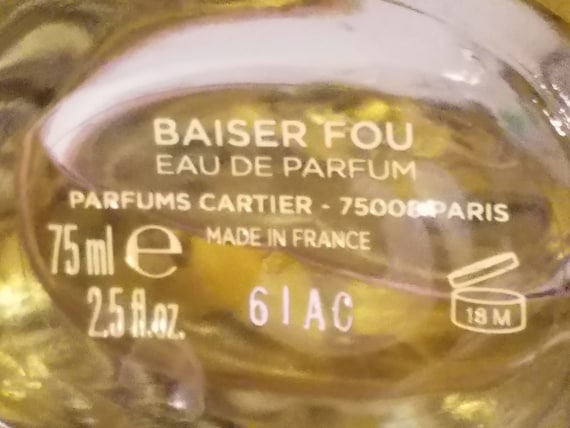 BAISER FOU
EAU DE PARFUM
PARFUMS CARTIER - 75008 PARIS
75 ml e MADE IN FRANCE
2.5 fl.oz. 61AC 18 M